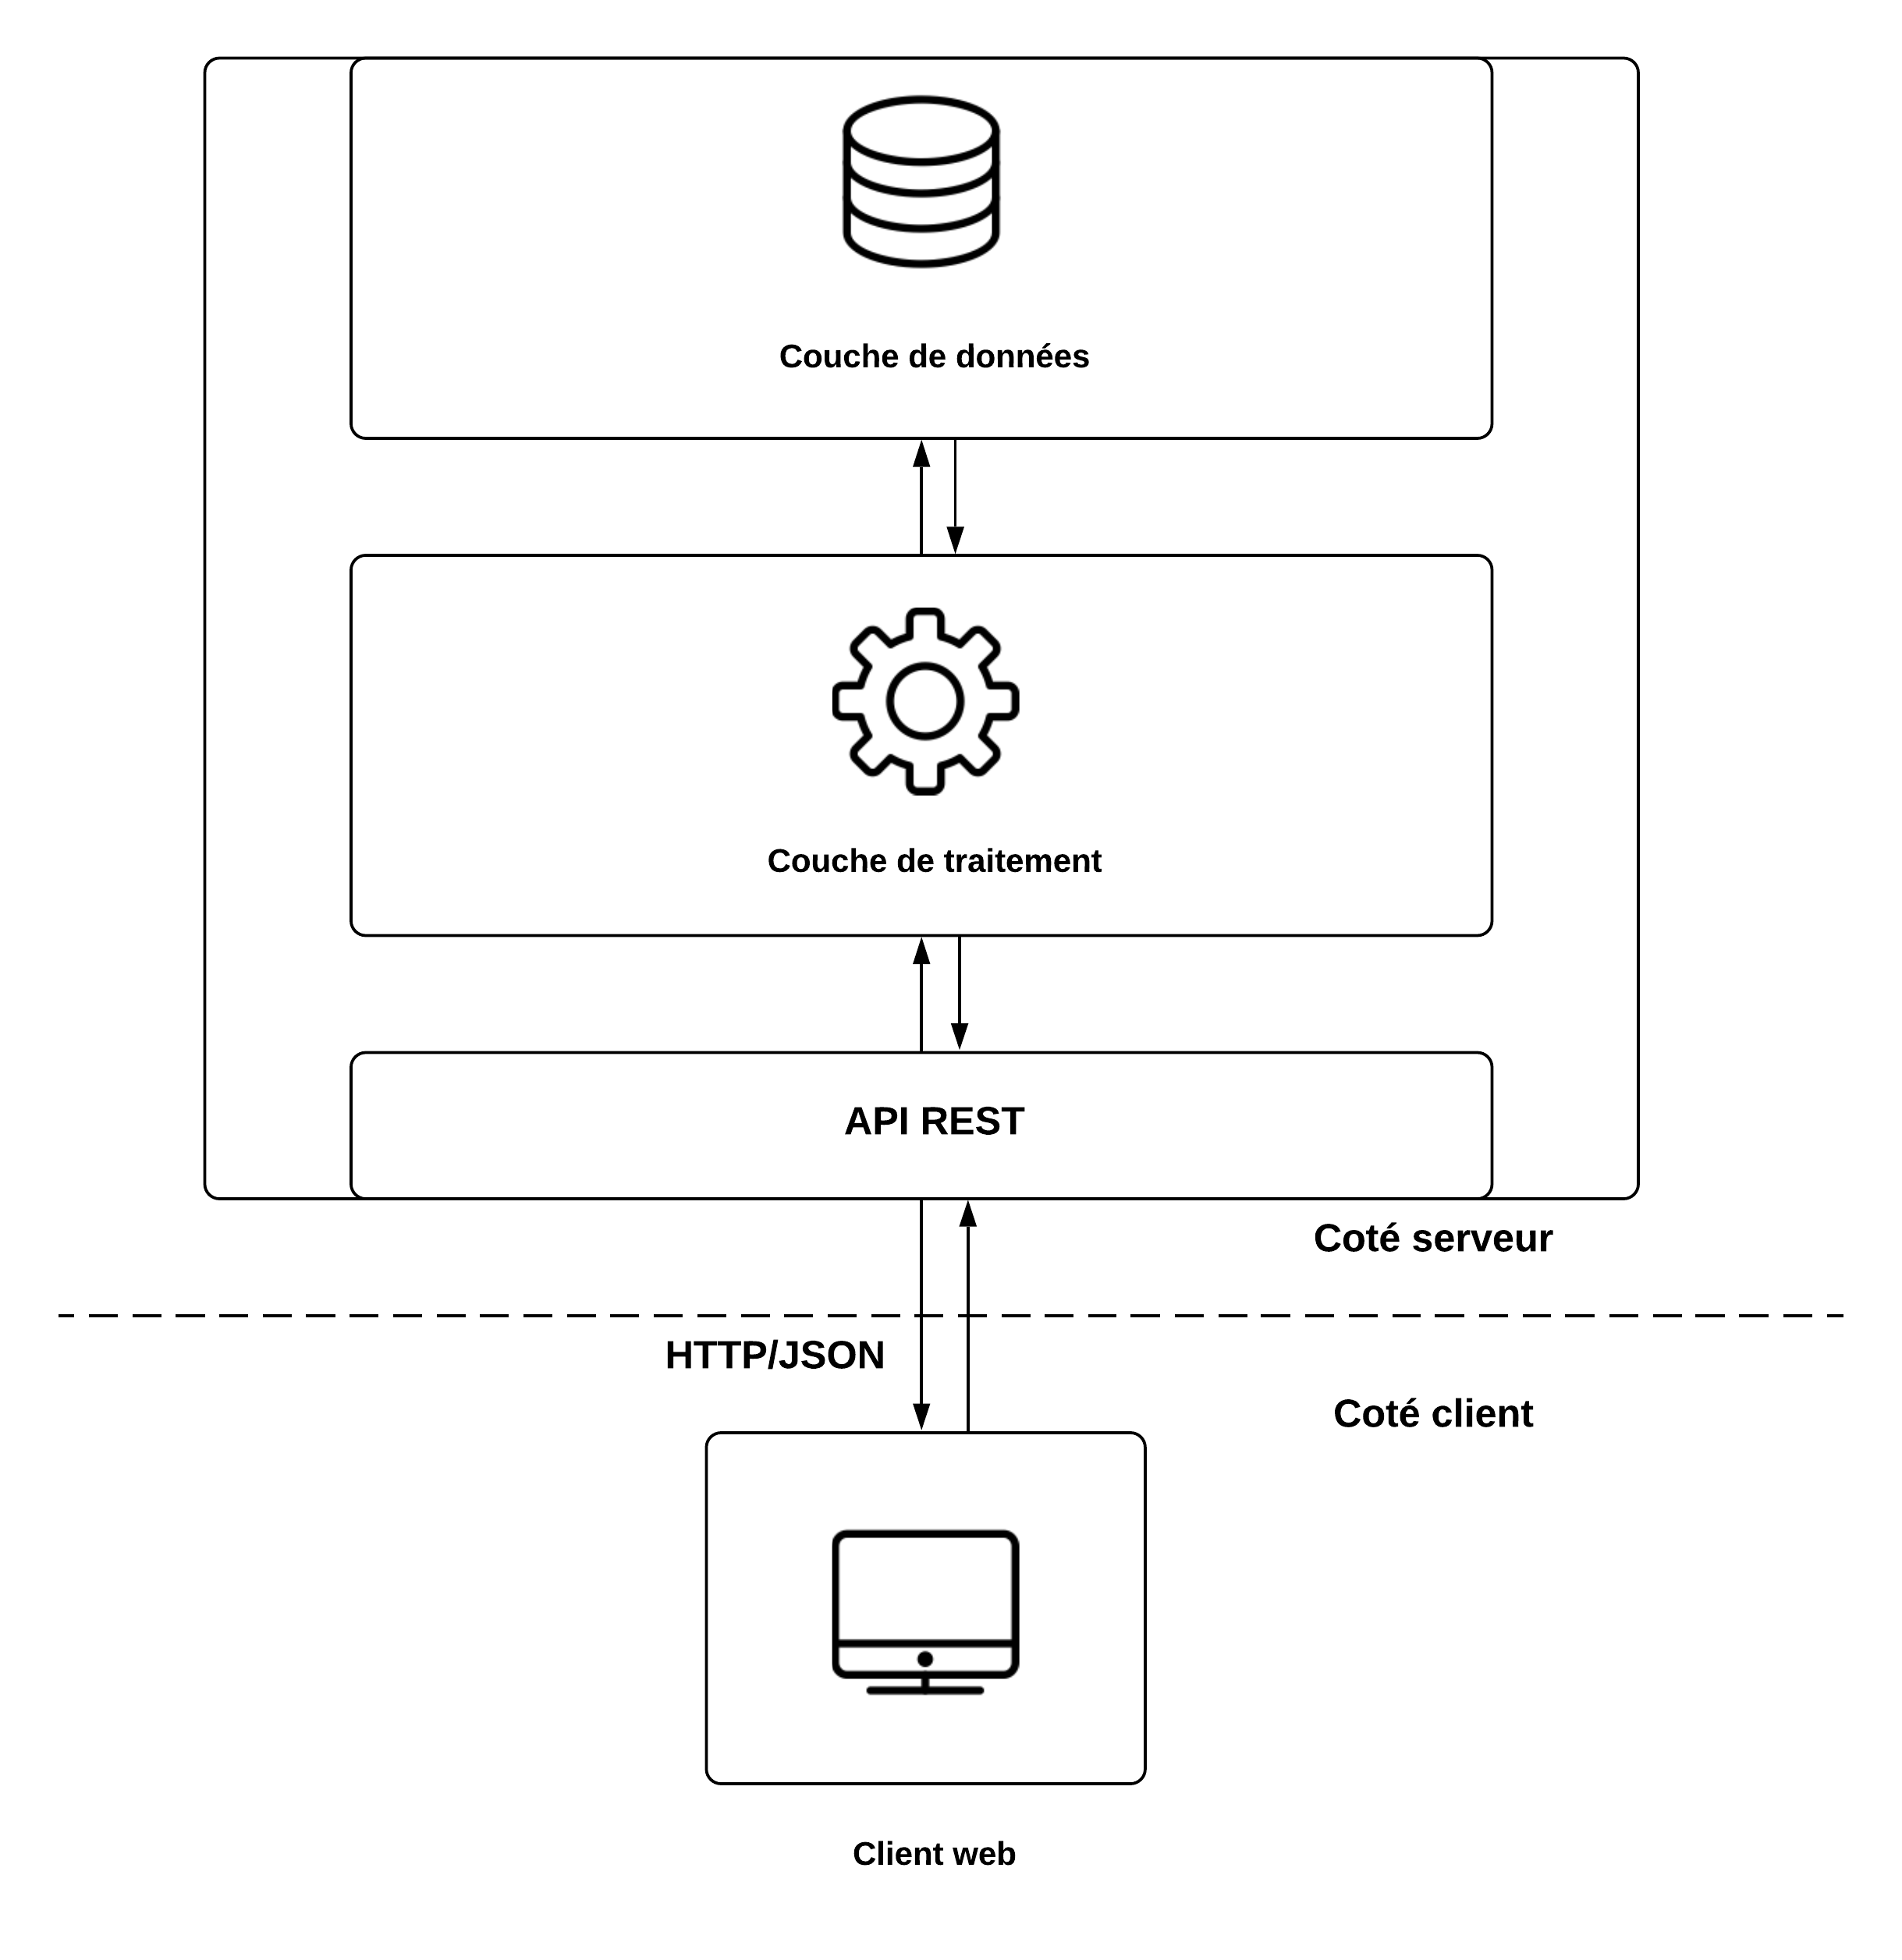 Couche de données
Couche de traitement
API REST
Coté serveur
HTTP/JSON
Coté client
Client web